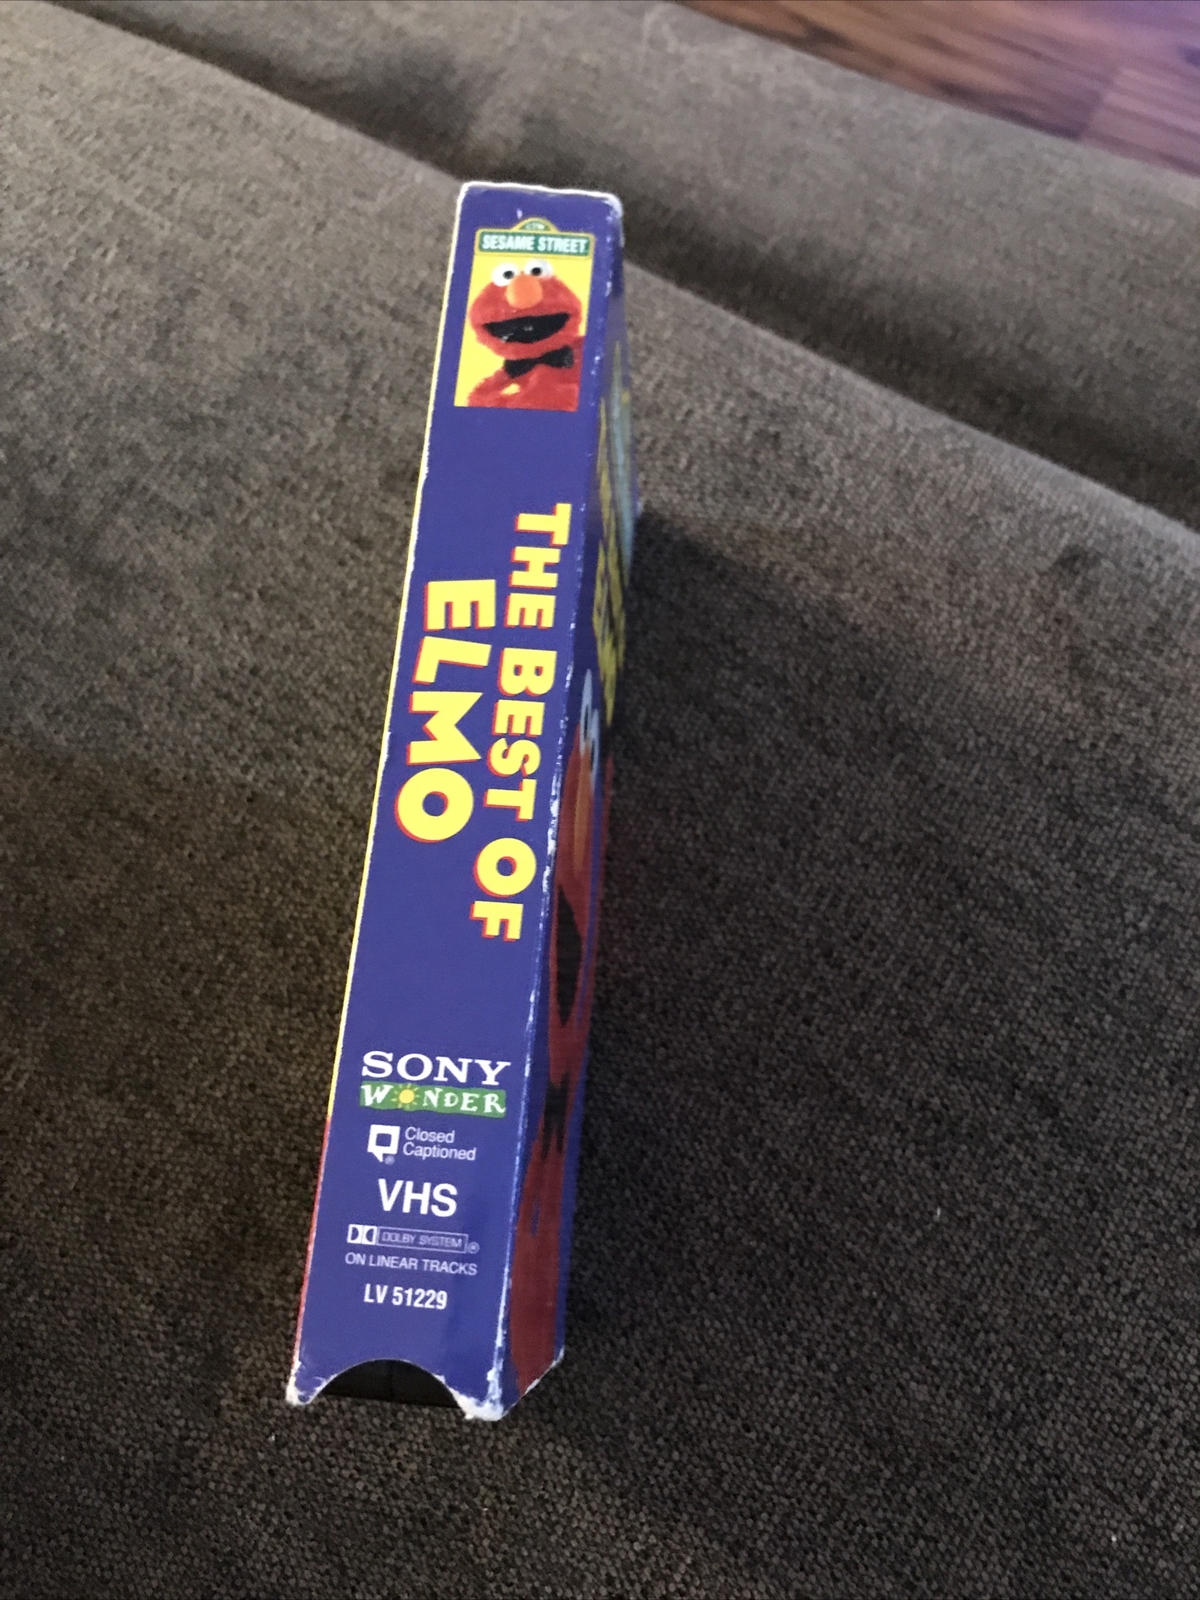 SESAME STREET
THE BEST OF
ELMO
SONY
WONDER
Closed
Captioned
VHS
DOLBY SYSTEM
ON LINEAR TRACKS
LV 51229